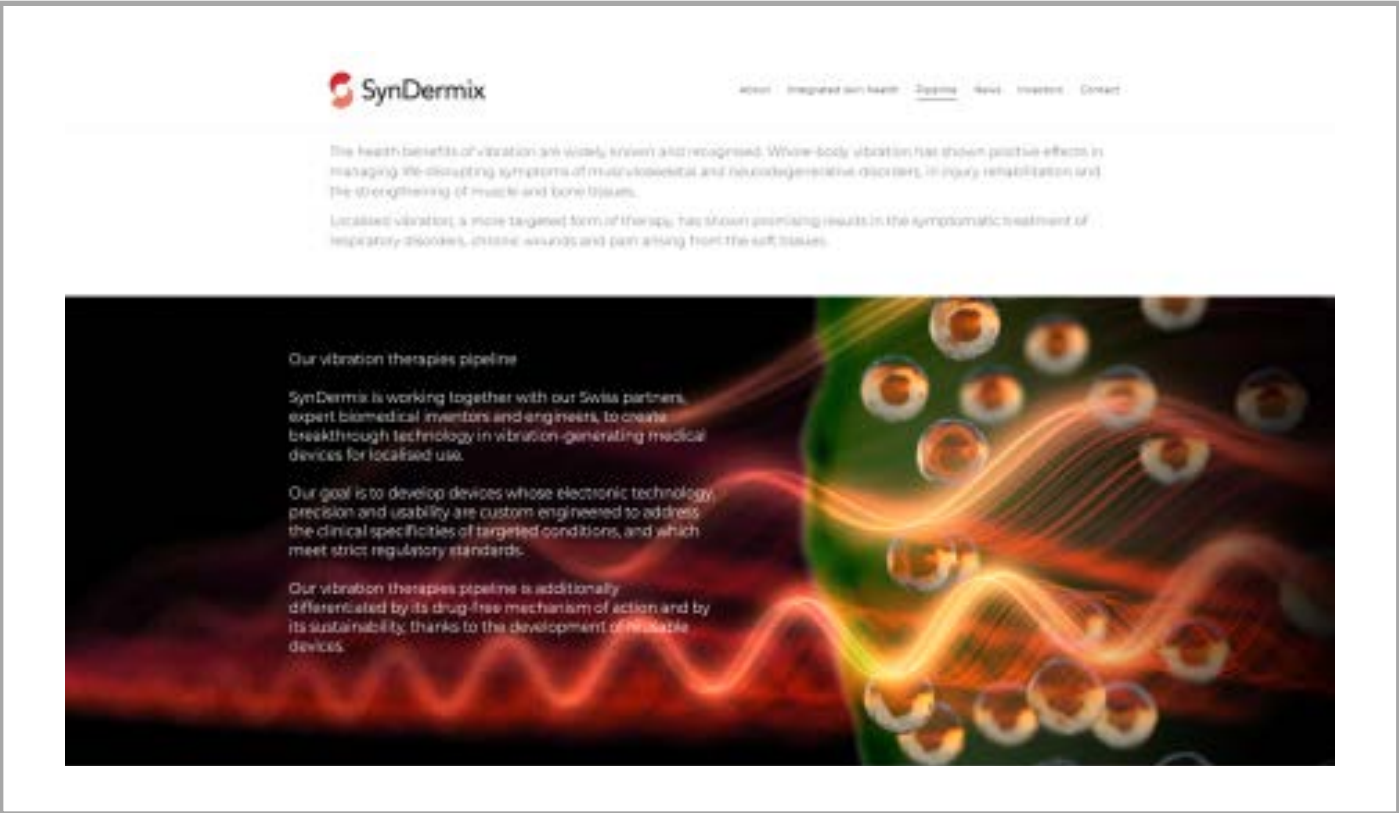 SynDermix
About Integrated skin health Pipeline News Investors Contact
The health benefits of vibration are widely known and recognised. Whole-body vibration has shown positive effects in
managing life-disrupting symptoms of musculoskeletal and neurodegenerative disorders, in injury rehabilitation and
the strengthening of muscle and bone tissues.
Localised vibration, a more targeted form of therapy, has shown promising results in the symptomatic treatment of
respiratory disorders, chronic wounds and pain arising from the soft tissues.
Our vibration therapies pipeline
SynDermix is working together with our Swiss partners,
expert biomedical inventors and engineers, to create
breakthrough technology in vibration-generating medical
devices for localised use.
Our goal is to develop devices whose electronic technology,
precision and usability are custom engineered to address
the clinical specificities of targeted conditions, and which
meet strict regulatory standards.
Our vibration therapies pipeline is additionally
differentiated by its drug-free mechanism of action and by
its sustainability, thanks to the development of reusable
devices.